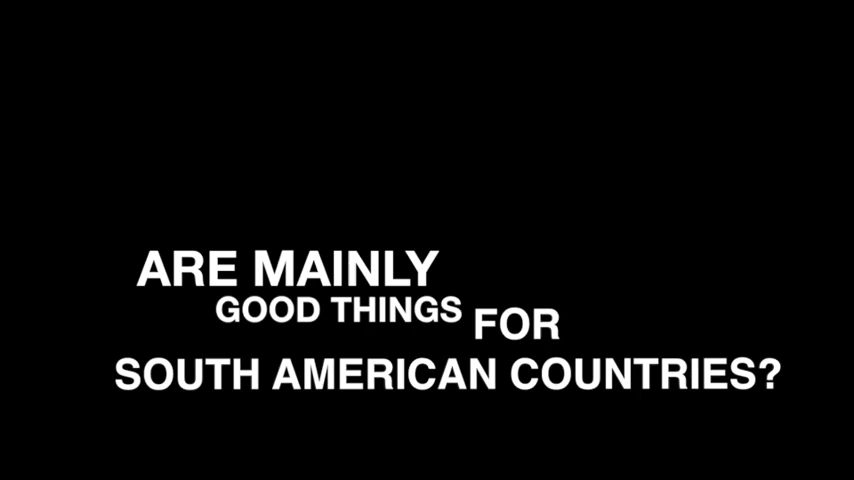 ARE MAINLY
GOOD THINGS FOR
SOUTH AMERICAN COUNTRIES?